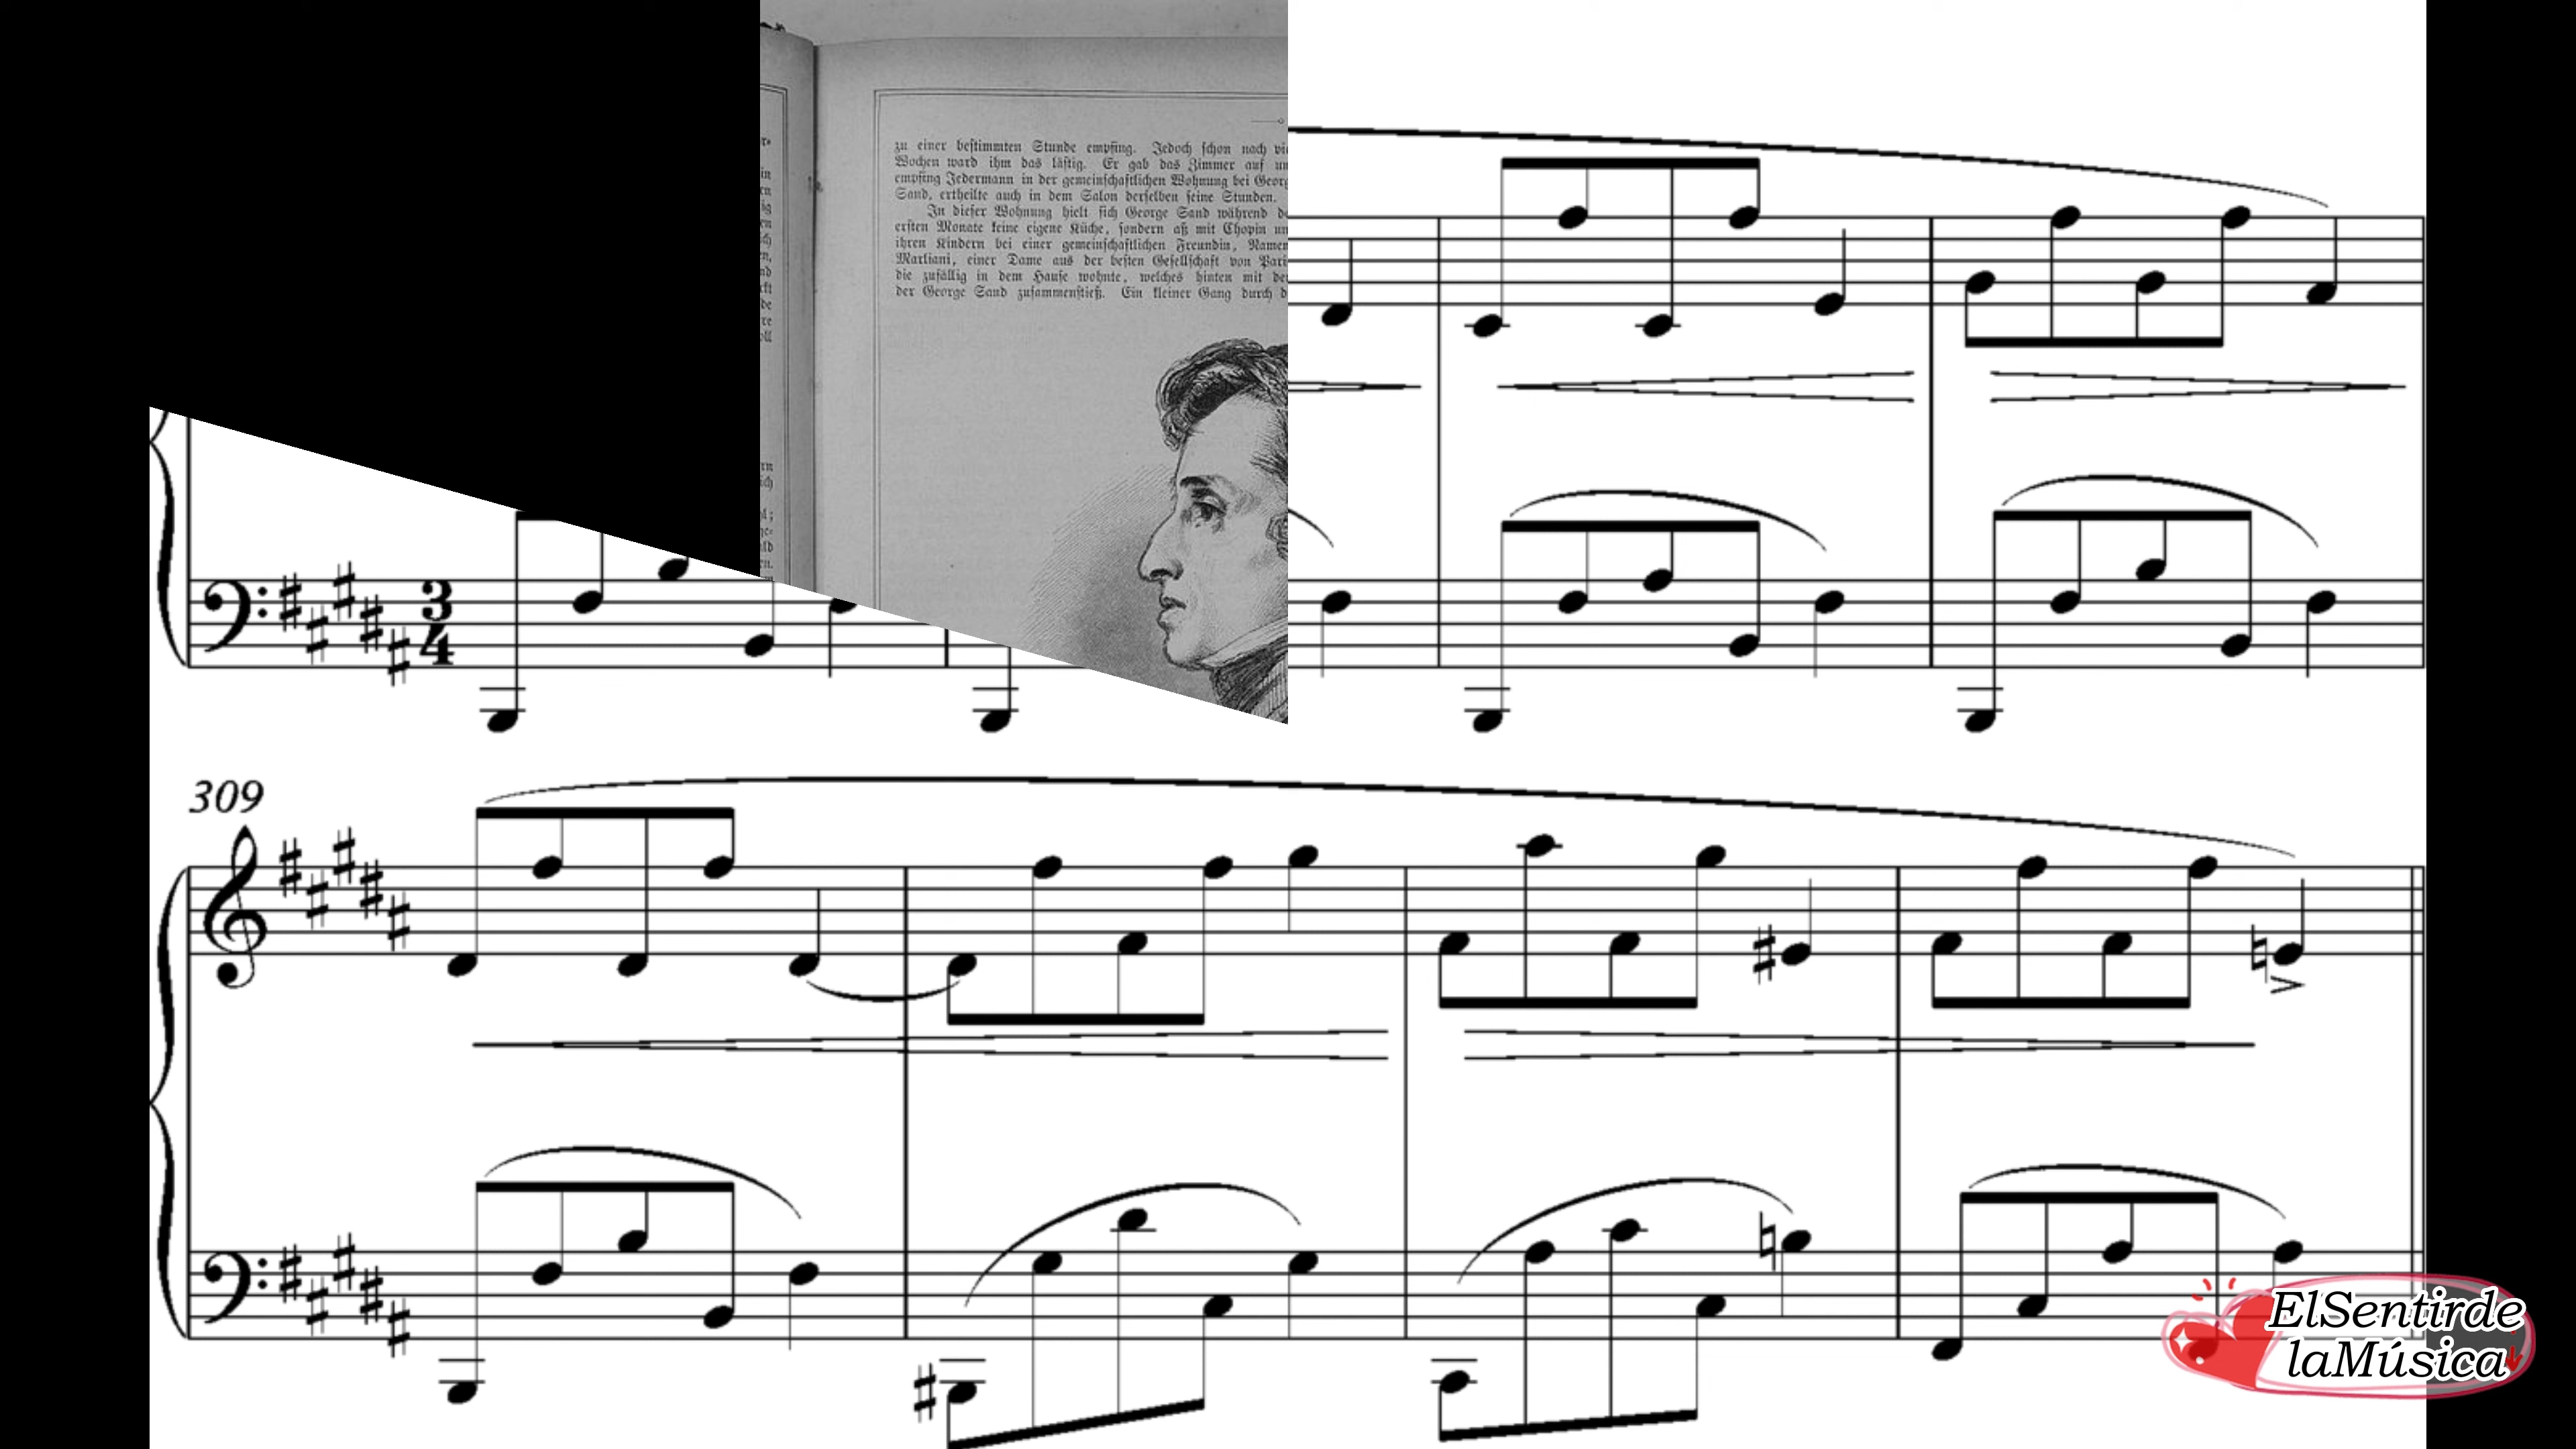 zu einer bestimmten Stunde empfing. Jedoch schon nach
Wochen ward ihm das lästig. Er gab das Zimmer auf
empfing Jedermann in der gemeinschaftlichen Wohnung bei
Sand, ertheilte auch in dem Salon derselben seine Stunden.
In dieser Wohnung hielt sich George Sand während
ersten Monate keine eigene Küche, sondern aß mit Chopin
ihren Kindern bei einer gemeinschaftlichen Freundin,
Marliani, einer Dame aus der besten Gesellschaft von
die zufällig in dem Hause wohnte, welches hinten mit
der George Sand zusammenstieß. Ein kleiner Gang durch
3
4
309
ElSentirde
laMúsica